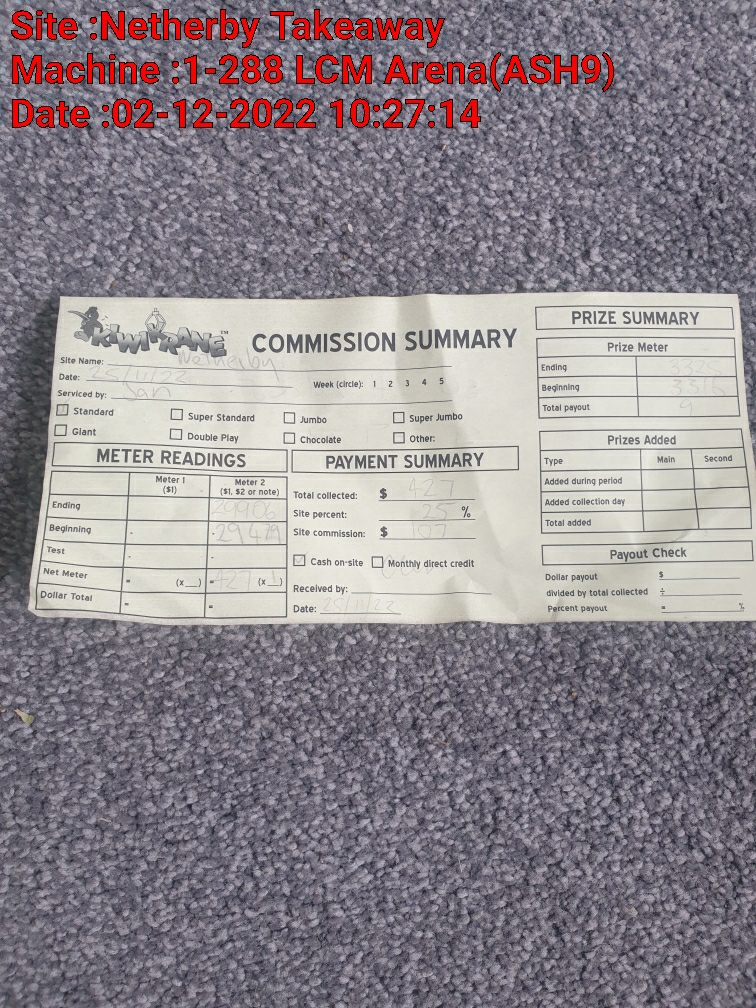 Site :Netherby Takeaway
Machine :1-288 LCM Arena(ASH9)
Date :02-12-2022 10:27:14
KIWI CRANE™
COMMISSION SUMMARY
Site Name: Netherby
Date: 25/11/22
Week (circle): 1 2 3 4 5
Serviced by:
Standard
Super Standard
Jumbo
Super Jumbo
Giant
Double Play
Chocolate
Other:
METER READINGS
Meter 1 ($1)
Meter 2 ($1, $2 or note)
Ending 29906
Beginning - -29479
Test - -
Net Meter = (x__) =427 (x 1)
Dollar Total = =
PAYMENT SUMMARY
Total collected: $ 427
Site percent: 25 %
Site commission: $ 107
Cash on-site
Monthly direct credit
Received by:
Date: 25/11/22
PRIZE SUMMARY
Prize Meter
Ending 3325
Beginning 3316
Total payout 9
Prizes Added
Type Main Second
Added during period
Added collection day
Total added
Payout Check
Dollar payout $
divided by total collected ÷
Percent payout = %